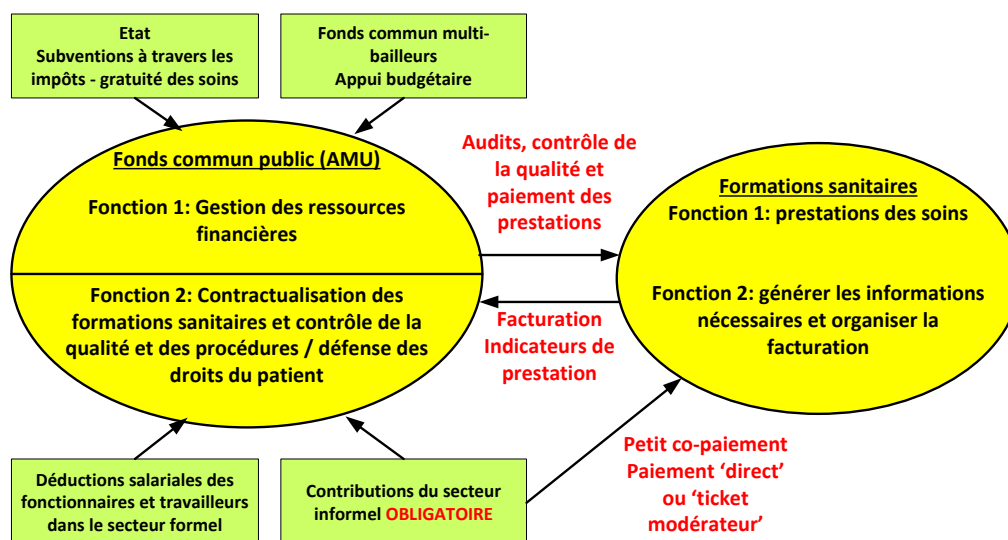 Etat
Subventions à travers les
impôts - gratuité des soins
Fonds commun multi-
bailleurs
Appui budgétaire
Fonds commun public (AMU)
Fonction 1: Gestion des ressources
financières
Fonction 2: Contractualisation des
formations sanitaires et contrôle de la
qualité et des procédures / défense des
droits du patient
Audits, contrôle de
la qualité et
paiement des
prestations
Facturation
Indicateurs de
prestation
Formations sanitaires
Fonction 1: prestations des soins
Fonction 2: générer les informations
nécessaires et organiser la
facturation
Déductions salariales des
fonctionnaires et travailleurs
dans le secteur formel
Contributions du secteur
informel OBLIGATOIRE
Petit co-paiement
Paiement ‘direct’
ou ‘ticket
modérateur’